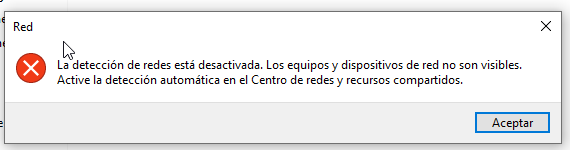 Red
La detección de redes está desactivada. Los equipos y dispositivos de red no son visibles.
Active la detección automática en el Centro de redes y recursos compartidos.
Aceptar